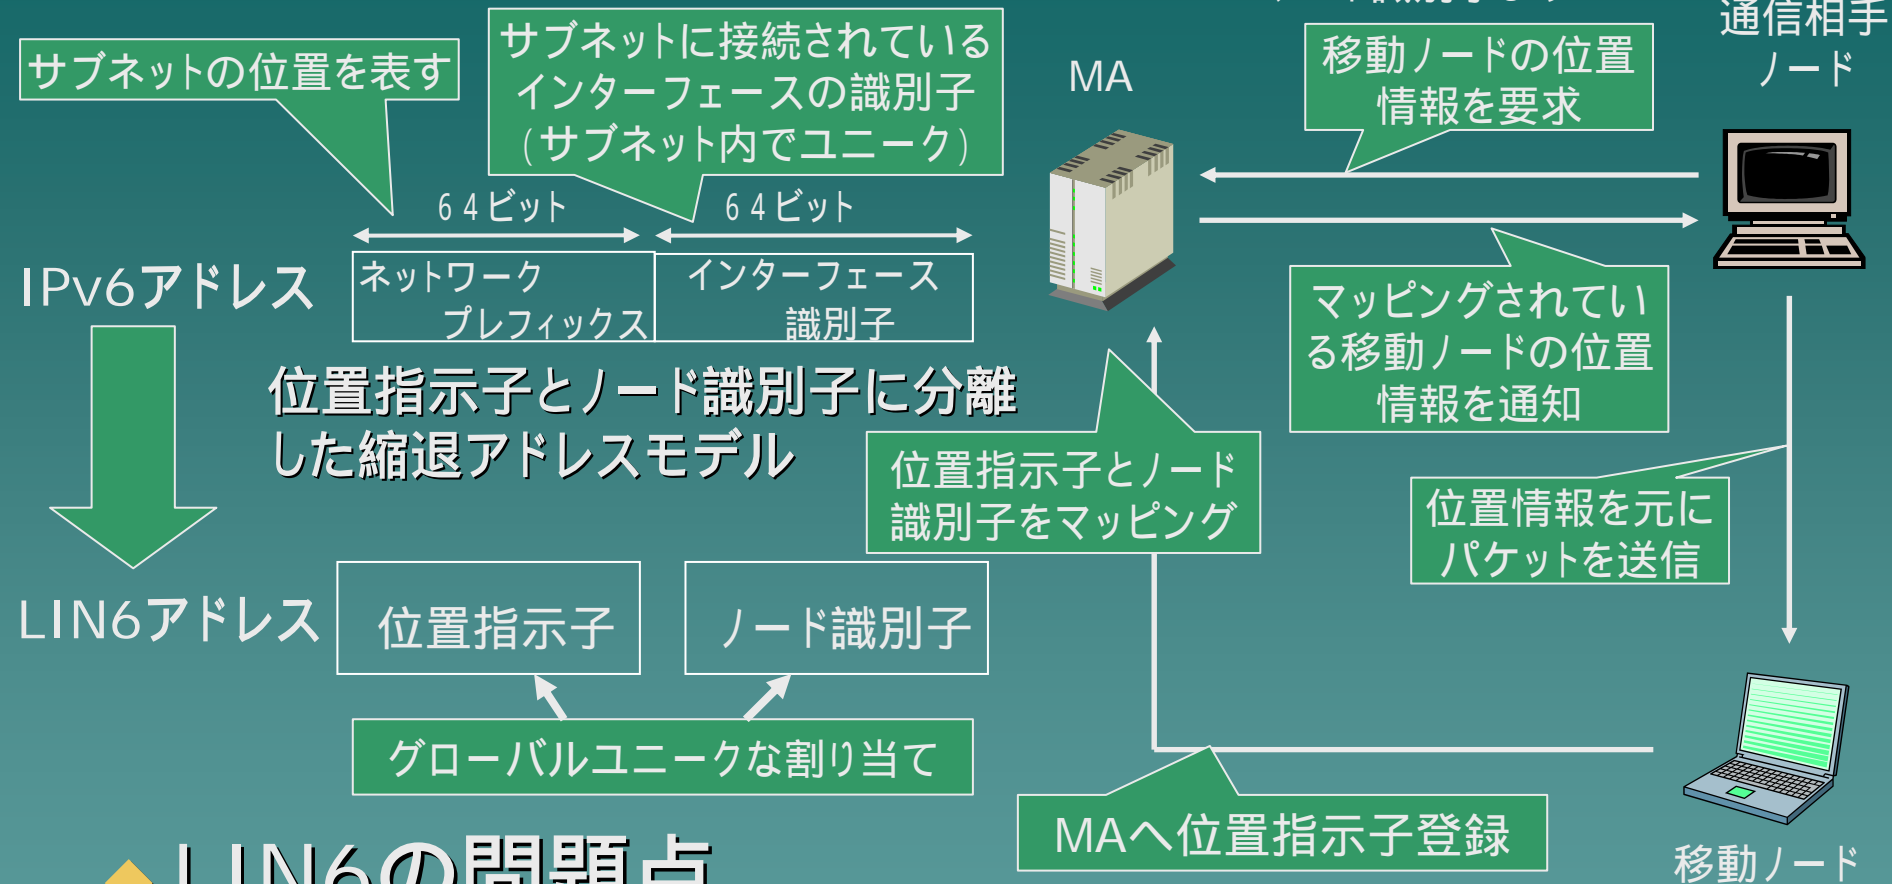 サブネットの位置を表す
サブネットに接続されている
インターフェースの識別子
(サブネット内でユニーク)
64ビット
64ビット
IPv6アドレス
ネットワーク
プレフィックス
インターフェース
識別子
位置指示子とノード識別子に分離
した縮退アドレスモデル
LIN6アドレス
位置指示子
ノード識別子
グローバルユニークな割り当て
LIN6の問題点
MA
移動ノードの位置
情報を要求
通信相手
ノード
マッピングされてい
る移動ノードの位置
情報を通知
位置指示子とノード
識別子をマッピング
位置情報を元に
パケットを送信
MAへ位置指示子登録
移動ノード